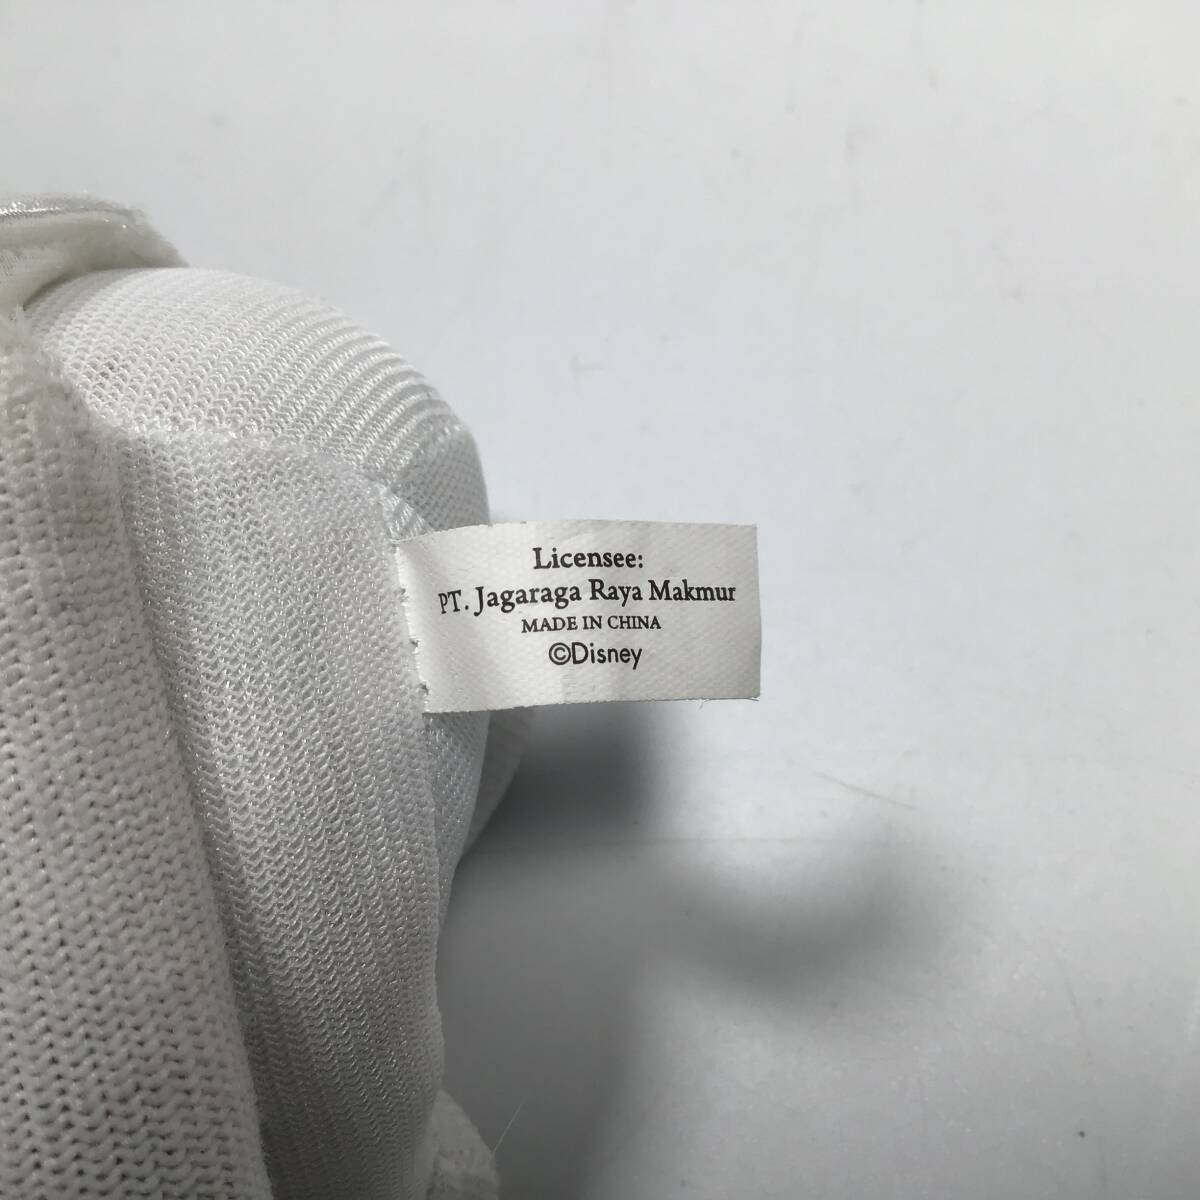 Licensee:
PT. Jagaraga Raya Makmur
MADE IN CHINA
©Disney